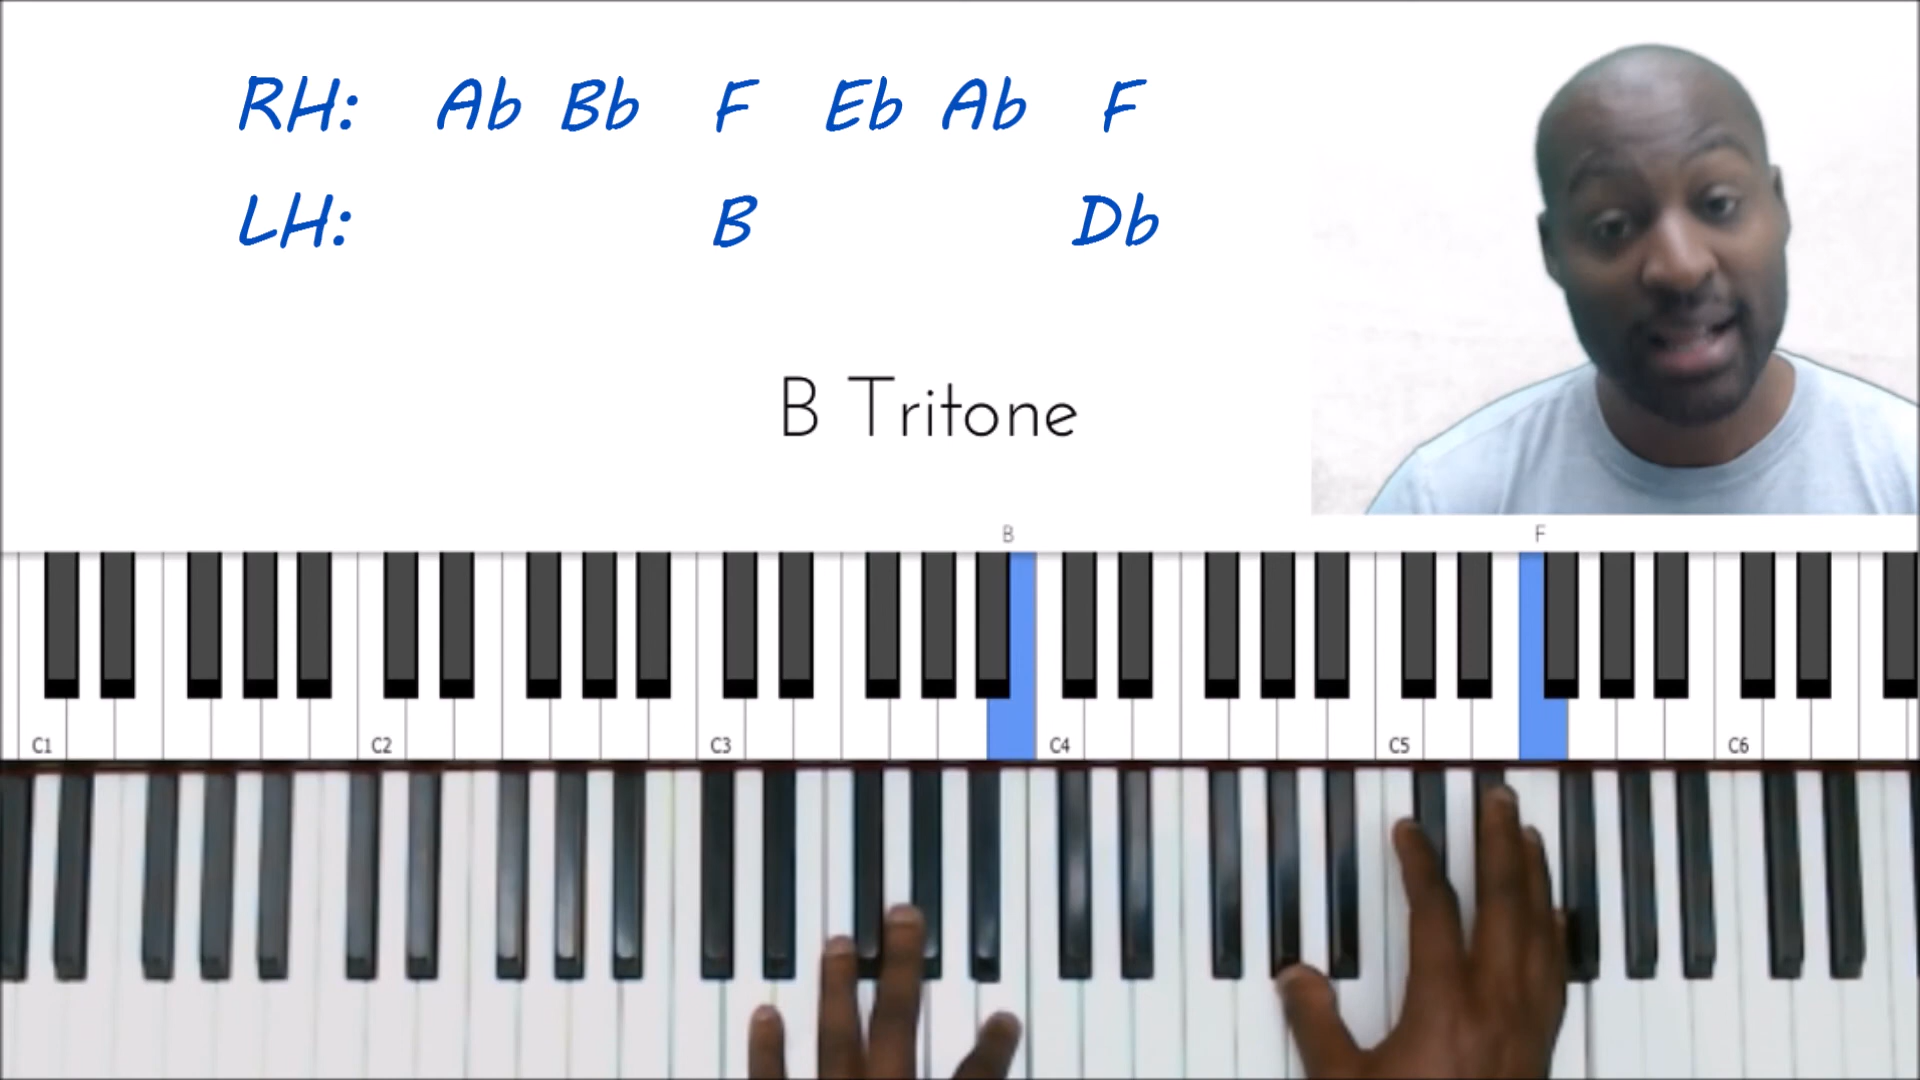 RH: Ab Bb F Eb Ab F
LH: B Db
B Tritone
B F
C1 C2 C3 C4 C5 C6